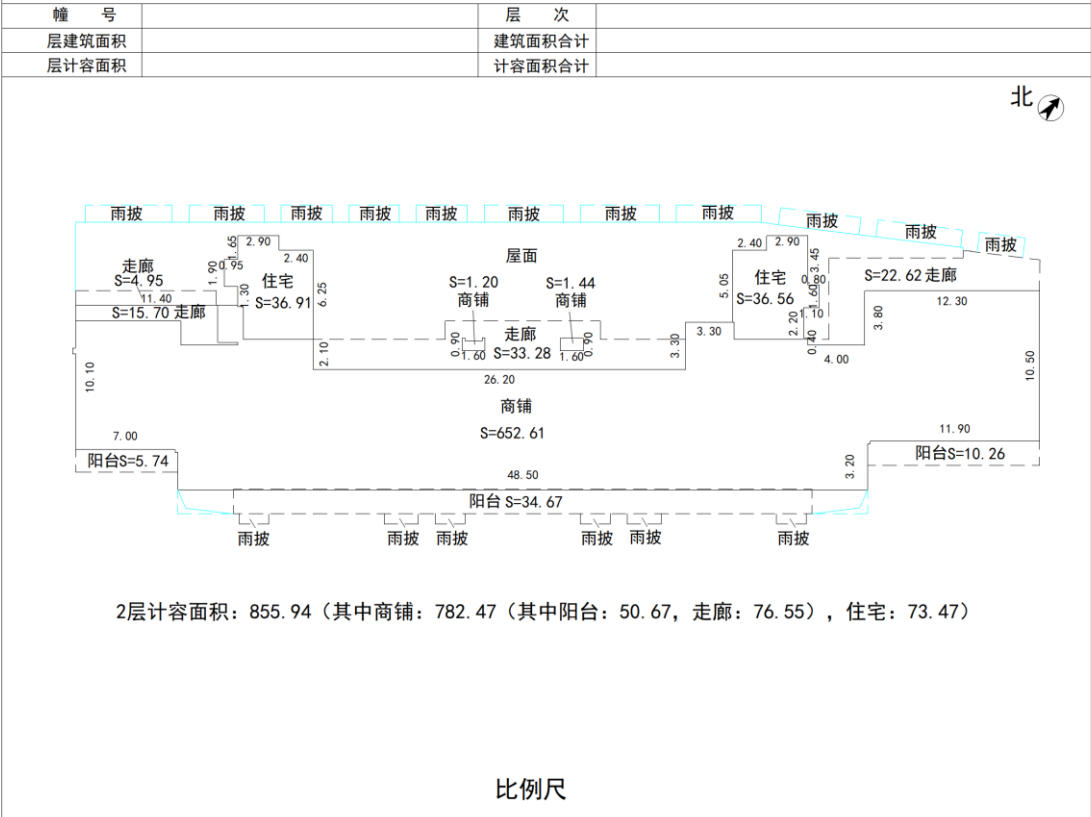 幢 号 层 次
层建筑面积 建筑面积合计
层计容面积 计容面积合计
北
雨披 雨披 雨披 雨披 雨披 雨披 雨披 雨披 雨披 雨披 雨披
1.65 2.90 2.40 屋面 2.40 2.90 3.45
走廊 S=4.95 1.90 0.95 住宅 S=36.91 1.30 6.25
S=1.20 商铺 S=1.44 商铺
5.05 住宅 S=36.56 0.80 1.60 1.10 2.20 0.40
S=22.62 走廊
11.40 12.30
S=15.70 走廊 3.80
2.10 0.90 1.60 走廊 S=33.28 1.60 0.90 3.30 3.30
4.00
10.10 26.20 10.50
商铺
S=652.61
7.00 11.90
阳台S=5.74 3.20 阳台S=10.26
48.50
阳台 S=34.67
雨披 雨披 雨披 雨披 雨披 雨披
2层计容面积：855.94（其中商铺：782.47（其中阳台：50.67，走廊：76.55），住宅：73.47）
比例尺